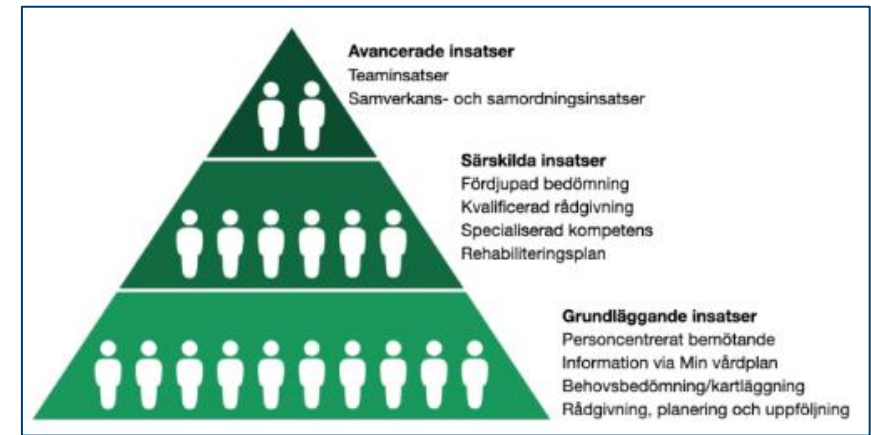 Avancerade insatser
Teaminsatser
Samverkans- och samordningsinsatser
Särskilda insatser
Fördjupad bedömning
Kvalificerad rådgivning
Specialiserad kompetens
Rehabiliteringsplan
Grundläggande insatser
Personcentrerat bemötande
Information via Min vårdplan
Behovsbedömning/kartläggning
Rådgivning, planering och uppföljning